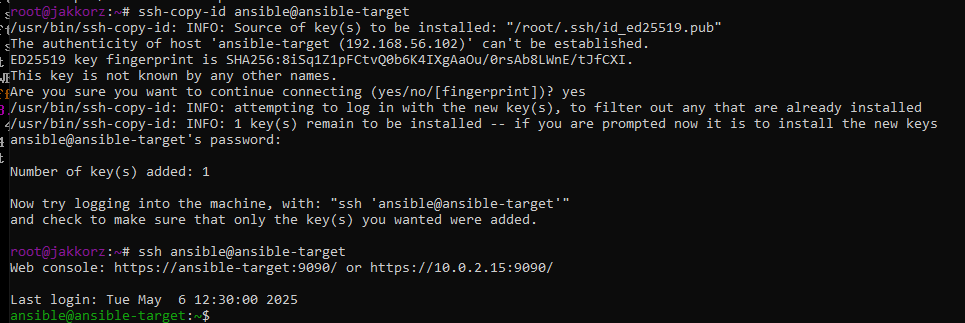 root@jakkorz:~# ssh-copy-id ansible@ansible-target
/usr/bin/ssh-copy-id: INFO: Source of key(s) to be installed: "/root/.ssh/id_ed25519.pub"
The authenticity of host 'ansible-target (192.168.56.102)' can't be established.
ED25519 key fingerprint is SHA256:8iSq1Z1pFCtvQ0b6K4IXgAaOu/0rsAb8LWnE/tJfCXI.
This key is not known by any other names.
Are you sure you want to continue connecting (yes/no/[fingerprint])? yes
/usr/bin/ssh-copy-id: INFO: attempting to log in with the new key(s), to filter out any that are already installed
/usr/bin/ssh-copy-id: INFO: 1 key(s) remain to be installed -- if you are prompted now it is to install the new keys
ansible@ansible-target's password:
Number of key(s) added: 1
Now try logging into the machine, with: "ssh 'ansible@ansible-target'"
and check to make sure that only the key(s) you wanted were added.
root@jakkorz:~# ssh ansible@ansible-target
Web console: https://ansible-target:9090/ or https://10.0.2.15:9090/
Last login: Tue May  6 12:30:00 2025
ansible@ansible-target:~$